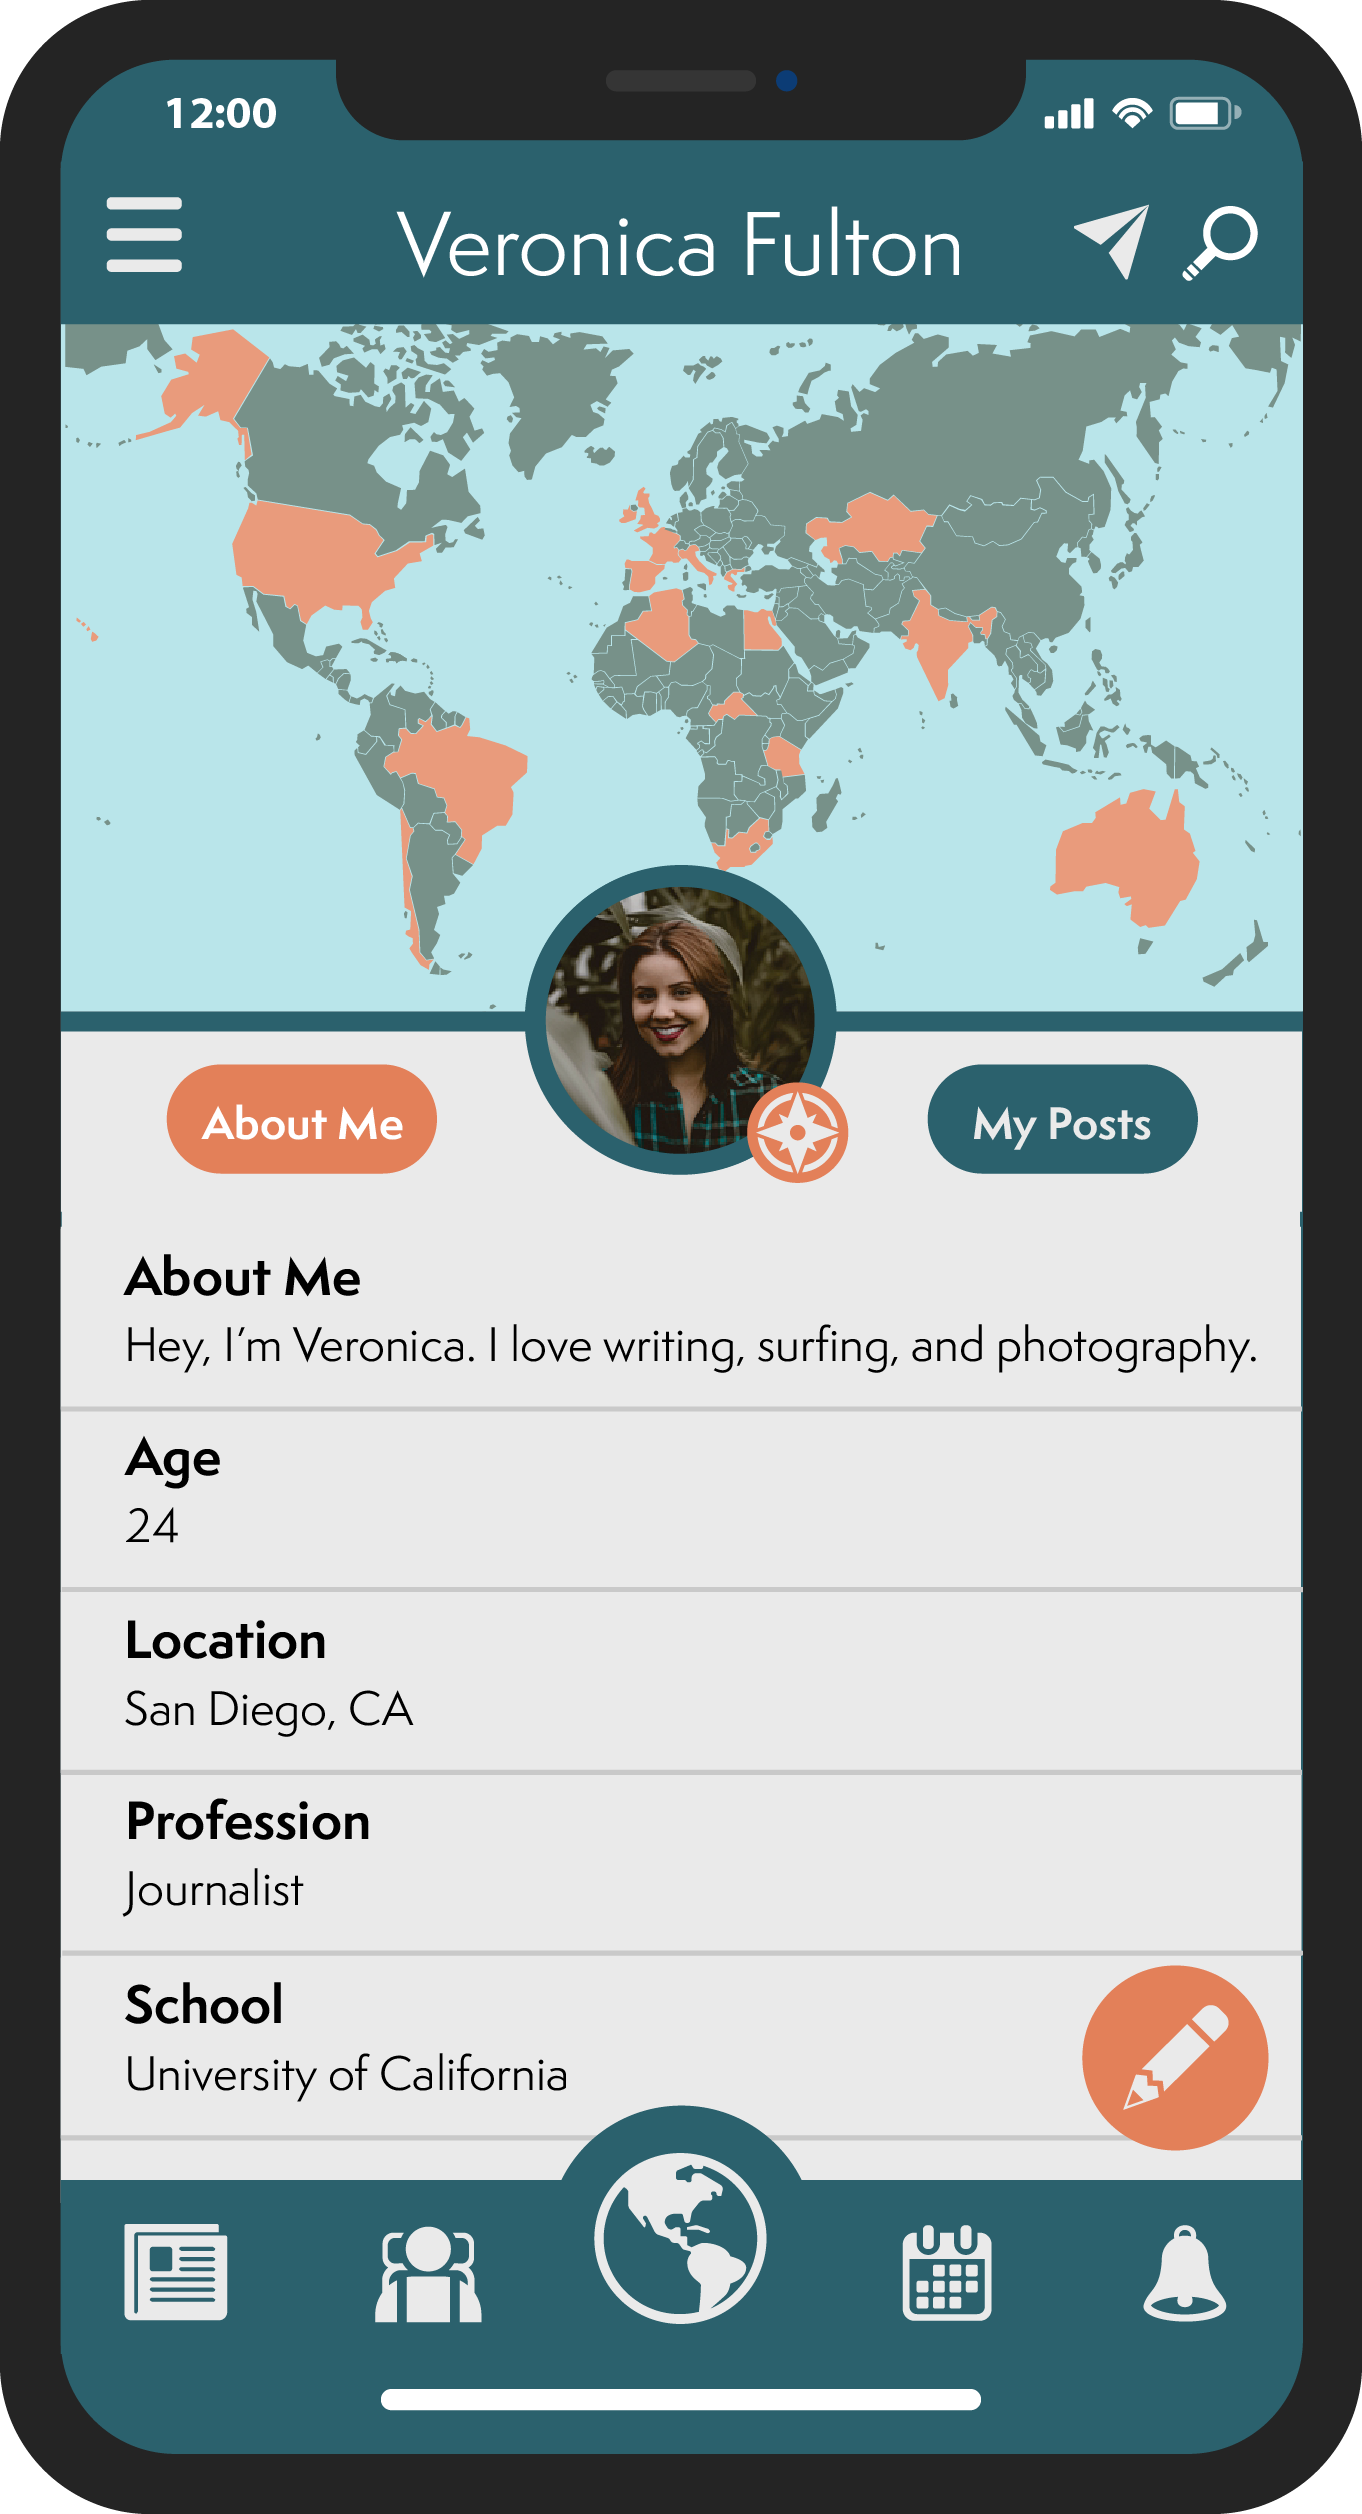 12:00
Veronica Fulton
About Me
My Posts
About Me
Hey, I’m Veronica. I love writing, surfing, and photography.
Age
24
Location
San Diego, CA
Profession
Journalist
School
University of California